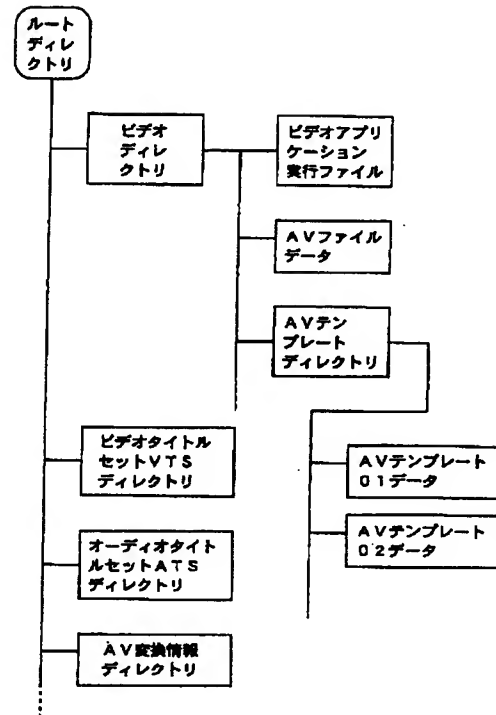 ルート
ディレ
クトリ
ビデオ
ディレ
クトリ
ビデオアプリ
ケーション
実行ファイル
AVファイル
データ
AVテン
プレート
ディレクトリ
ビデオタイトル
セットVTS
ディレクトリ
AVテンプレート
01データ
AVテンプレート
02データ
オーディオタイト
ルセットATS
ディレクトリ
AV変換情報
ディレクトリ